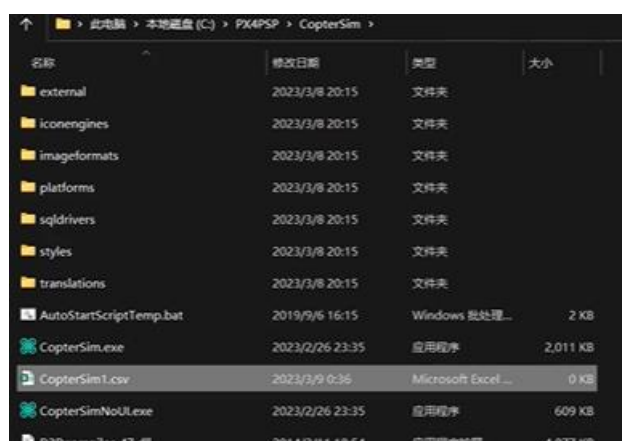 此电脑 › 本地磁盘 (C:) › PX4PSP › CopterSim ›
名称 修改日期 类型 大小
external 2023/3/8 20:15 文件夹
iconengines 2023/3/8 20:15 文件夹
imageformats 2023/3/8 20:15 文件夹
platforms 2023/3/8 20:15 文件夹
sqldrivers 2023/3/8 20:15 文件夹
styles 2023/3/8 20:15 文件夹
translations 2023/3/8 20:15 文件夹
AutoStartScriptTemp.bat 2019/9/6 16:15 Windows 批处理... 2 KB
CopterSim.exe 2023/2/26 23:35 应用程序 2,011 KB
CopterSim1.csv 2023/3/9 0:36 Microsoft Excel ... 0 KB
CopterSimNoUI.exe 2023/2/26 23:35 应用程序 609 KB